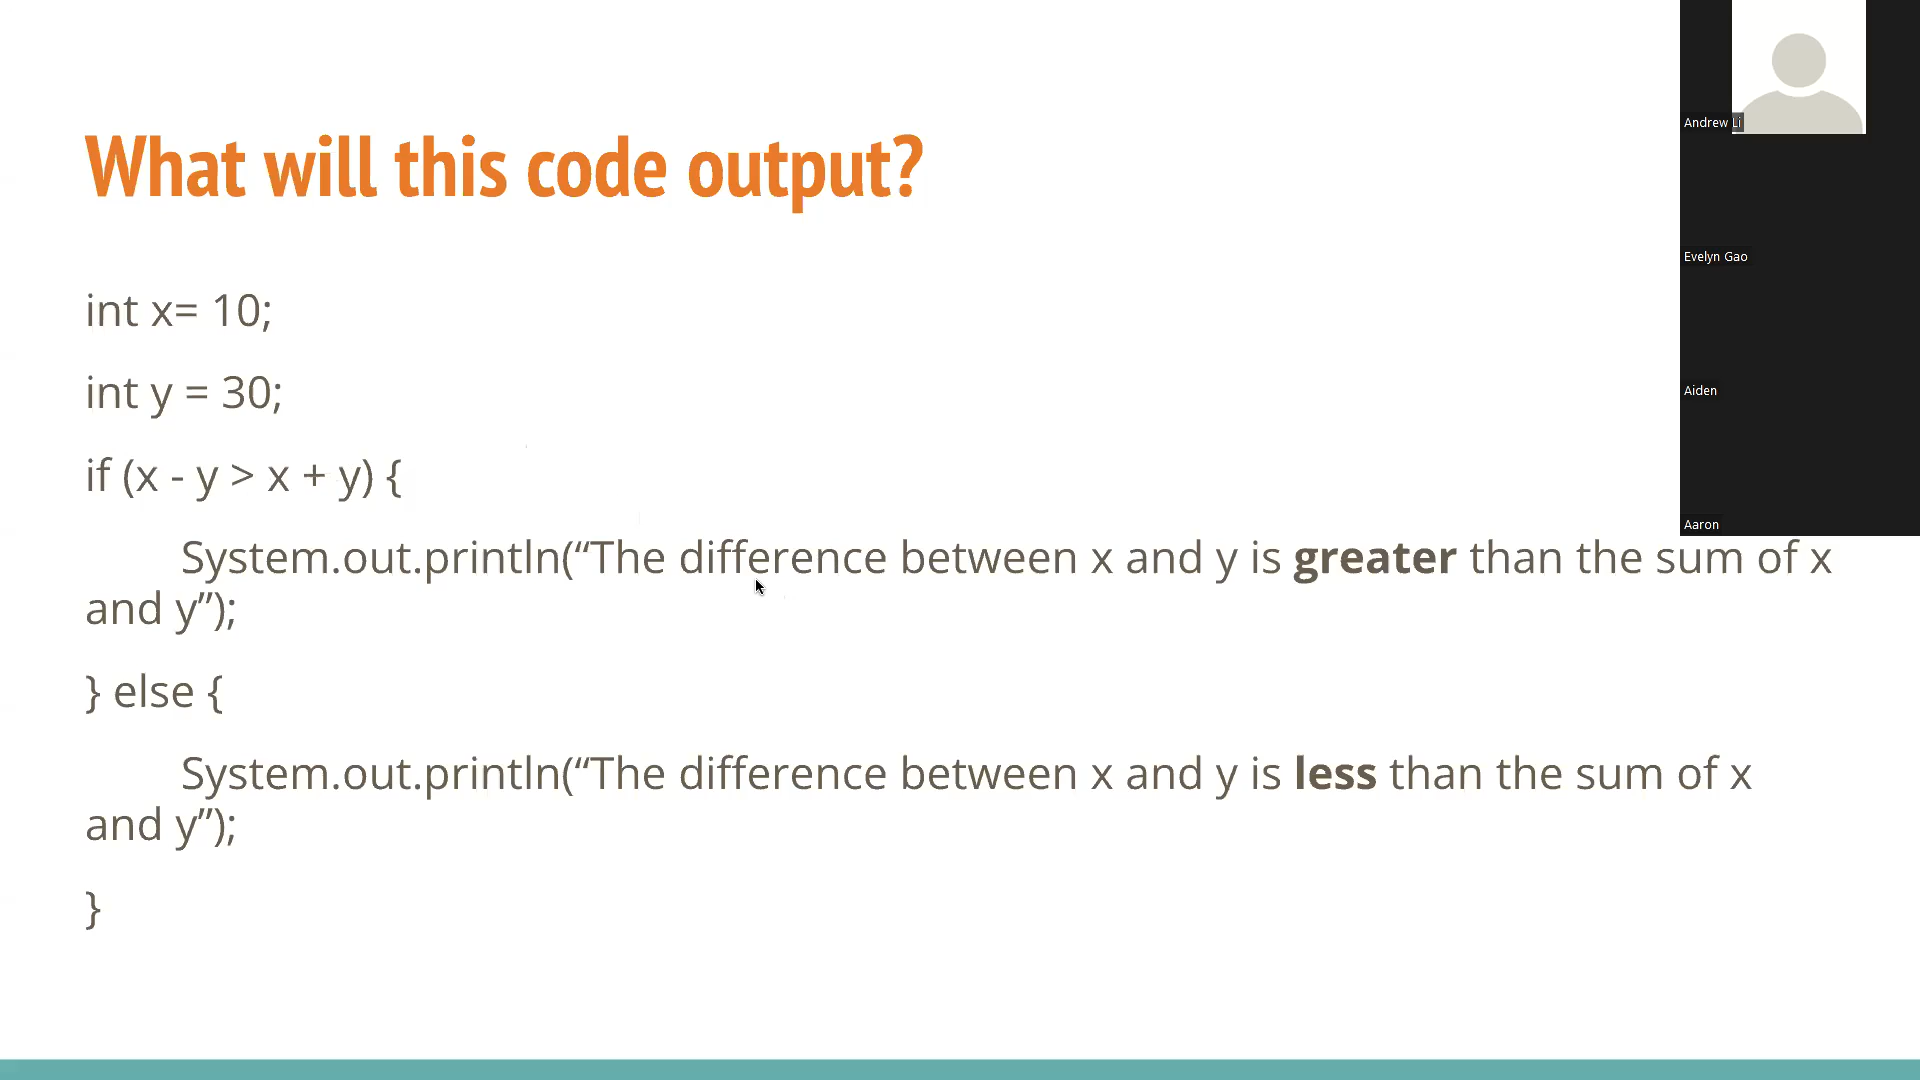 What will this code output?
int x= 10;
int y = 30;
if (x - y > x + y) {
System.out.println(“The difference between x and y is greater than the sum of x
and y”);
} else {
System.out.println(“The difference between x and y is less than the sum of x
and y”);
}
Andrew Li
Evelyn Gao
Aiden
Aaron